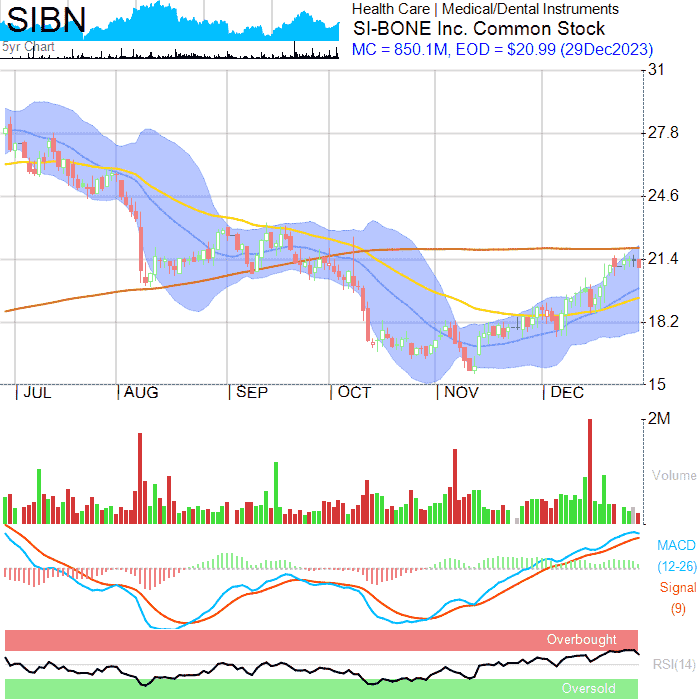 SIBN
5yr Chart
Health Care | Medical/Dental Instruments
SI-BONE Inc. Common Stock
MC = 850.1M, EOD = $20.99 (29Dec2023)
31
27.8
24.6
21.4
18.2
15
JUL AUG SEP OCT NOV DEC
2M
Volume
MACD
(12-26)
Signal
(9)
Overbought
RSI(14)
Oversold